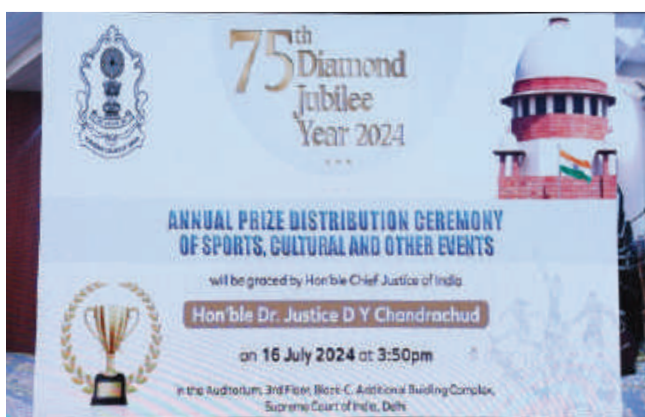 75th
Diamond
Jubilee
Year 2024
ANNUAL PRIZE DISTRIBUTION CEREMONY
OF SPORTS, CULTURAL AND OTHER EVENTS
will be graced by Hon'ble Chief Justice of India
Hon'ble Dr. Justice D Y Chandrachud
on 16 July 2024 at 3:50pm
in the Auditorium, 3rd Floor, Block-C, Additional Building Complex,
Supreme Court of India, Delhi